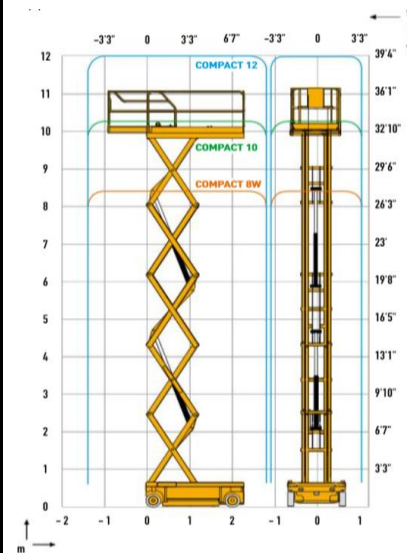 -3'3" 0 3'3" 6'7" -3'3" 0 3'3"
12 39'4"
COMPACT 12
11 36'1"
10 32'10"
COMPACT 10
9 29'6"
COMPACT 8W
8 26'3"
7 23'
6 19'8"
5 16'5"
4 13'1"
3 9'10"
2 6'7"
1 3'3"
0
-2 -1 0 1 2 -1 0 1
m